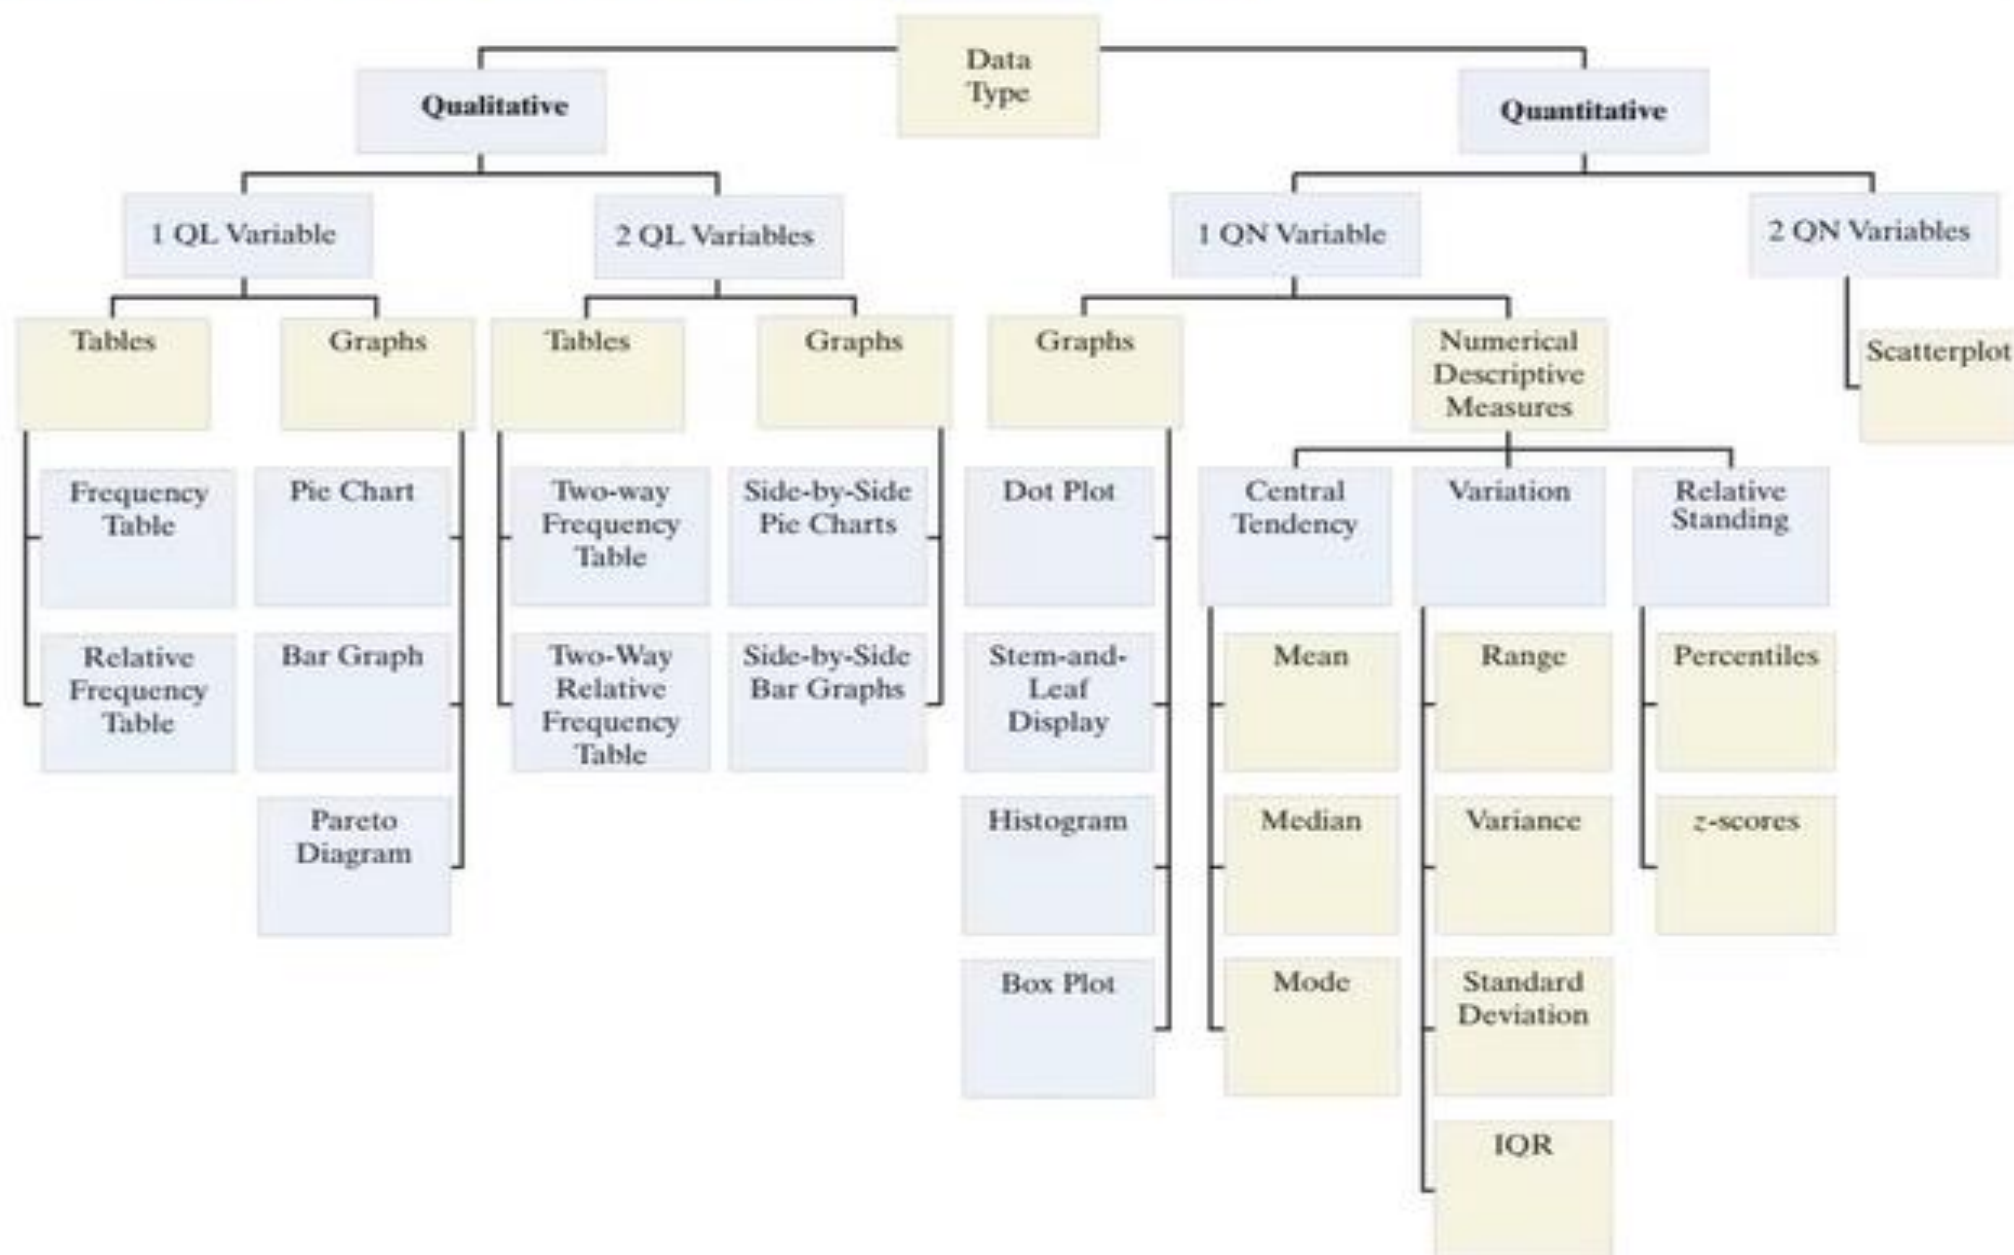 Data
Type
Qualitative
Quantitative
1 QL Variable
2 QL Variables
1 QN Variable
2 QN Variables
Tables
Graphs
Tables
Graphs
Graphs
Numerical
Descriptive
Measures
Scatterplot
Frequency
Table
Pie Chart
Two-way
Frequency
Table
Side-by-Side
Pie Charts
Dot Plot
Central
Tendency
Variation
Relative
Standing
Relative
Frequency
Table
Bar Graph
Two-Way
Relative
Frequency
Table
Side-by-Side
Bar Graphs
Stem-and-
Leaf
Display
Mean
Range
Percentiles
Pareto
Diagram
Histogram
Median
Variance
z-scores
Box Plot
Mode
Standard
Deviation
IQR